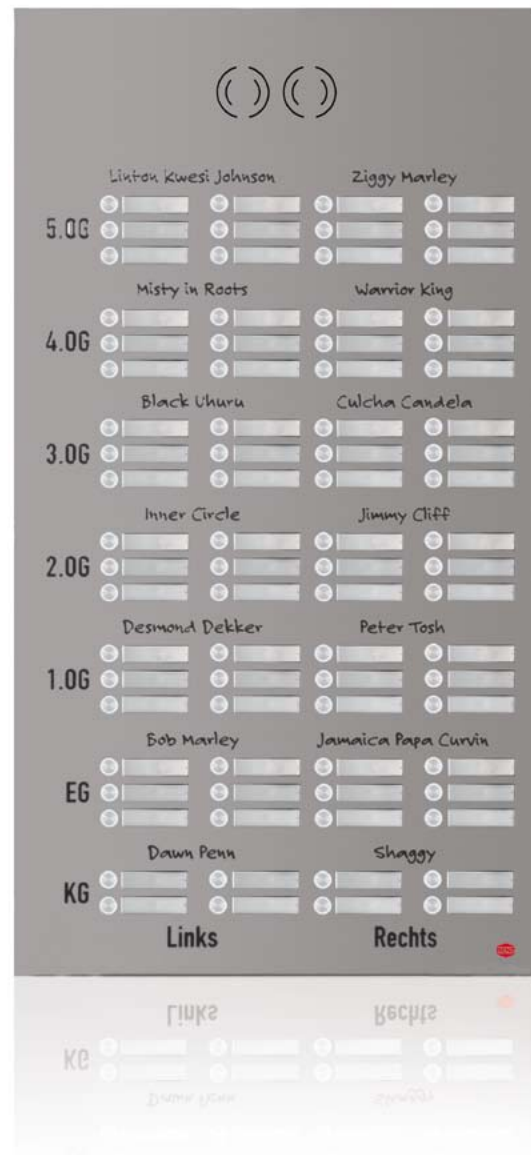 Linton Kwesi Johnson Ziggy Marley
5.OG
Misty in Roots Warrior King
4.OG
Black Uhuru Culcha Candela
3.OG
Inner Circle Jimmy Cliff
2.OG
Desmond Dekker Peter Tosh
1.OG
Bob Marley Jamaica Papa Curvin
EG
Dawn Penn Shaggy
KG
Links Rechts
RENZ